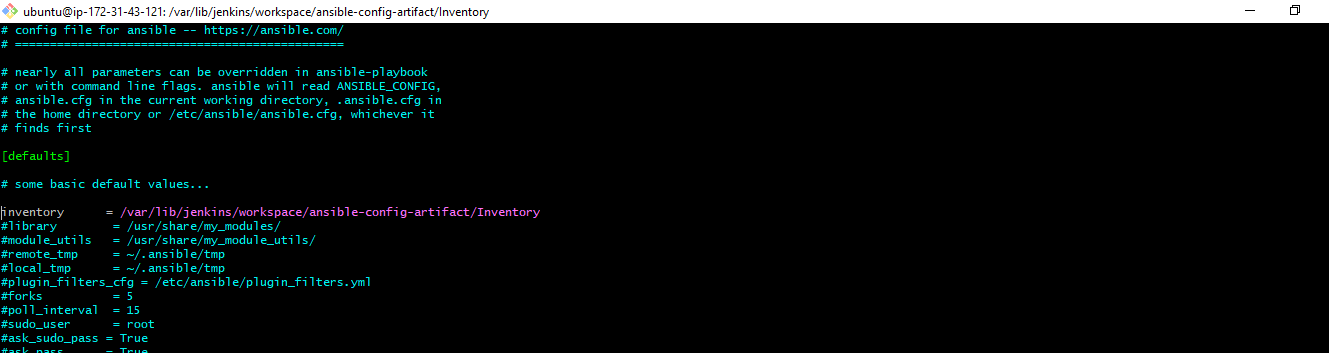 ubuntu@ip-172-31-43-121: /var/lib/jenkins/workspace/ansible-config-artifact/Inventory
# config file for ansible -- https://ansible.com/
# ===============================================
# nearly all parameters can be overridden in ansible-playbook
# or with command line flags. ansible will read ANSIBLE_CONFIG,
# ansible.cfg in the current working directory, .ansible.cfg in
# the home directory or /etc/ansible/ansible.cfg, whichever it
# finds first
[defaults]
# some basic default values...
inventory      = /var/lib/jenkins/workspace/ansible-config-artifact/Inventory
#library        = /usr/share/my_modules/
#module_utils   = /usr/share/my_module_utils/
#remote_tmp     = ~/.ansible/tmp
#local_tmp      = ~/.ansible/tmp
#plugin_filters_cfg = /etc/ansible/plugin_filters.yml
#forks          = 5
#poll_interval  = 15
#sudo_user      = root
#ask_sudo_pass = True
#ask_pass      = True